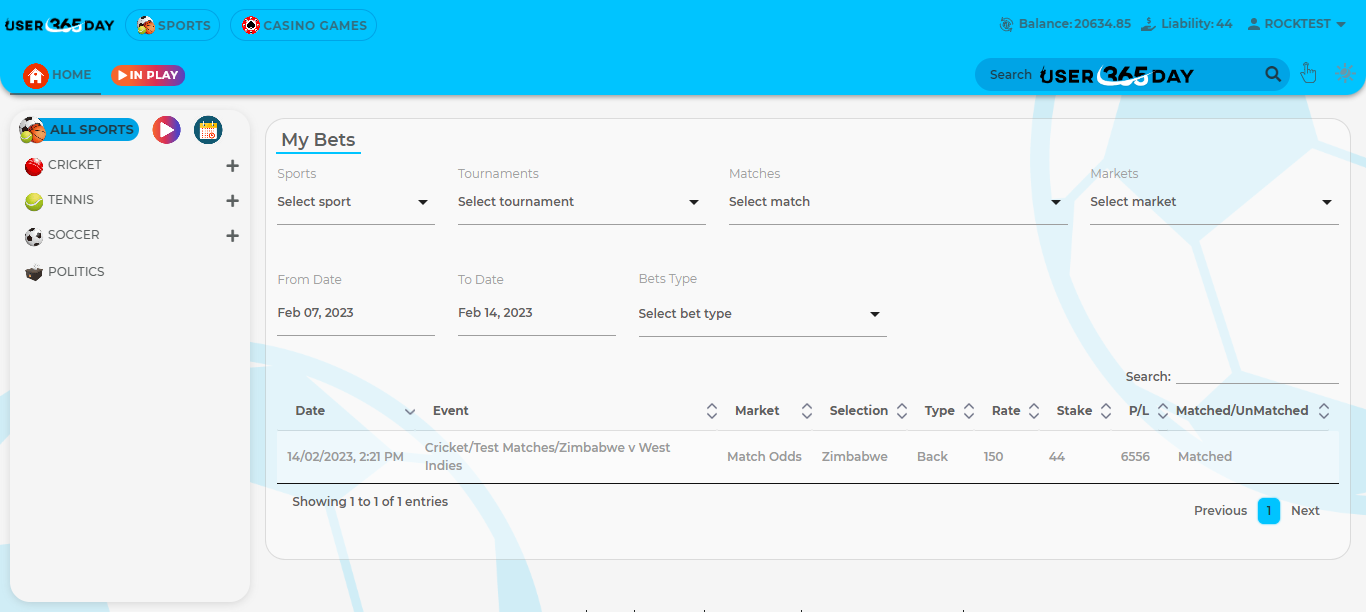 USER 365 DAY SPORTS CASINO GAMES Balance: 20634.85 Liability: 44 ROCKTEST
HOME IN PLAY Search USER 365 DAY
ALL SPORTS
CRICKET
TENNIS
SOCCER
POLITICS
My Bets
Sports Tournaments Matches Markets
Select sport Select tournament Select match Select market
From Date To Date Bets Type
Feb 07, 2023 Feb 14, 2023 Select bet type
Search:
Date Event Market Selection Type Rate Stake P/L Matched/UnMatched
14/02/2023, 2:21 PM Cricket/Test Matches/Zimbabwe v West Indies Match Odds Zimbabwe Back 150 44 6556 Matched
Showing 1 to 1 of 1 entries
Previous 1 Next